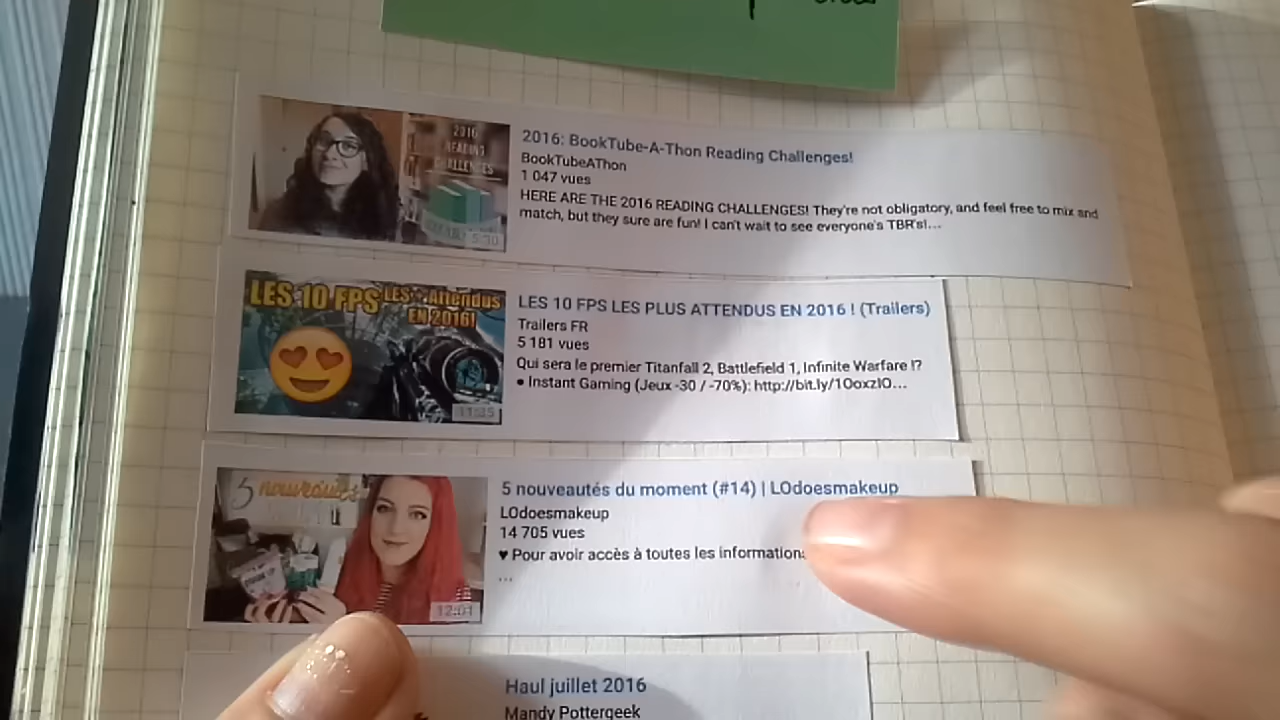 2016: BookTube-A-Thon Reading Challenges!
BookTubeAThon
1 047 vues
HERE ARE THE 2016 READING CHALLENGES! They're not obligatory, and feel free to mix and
match, but they sure are fun! I can't wait to see everyone's TBR's!...
2016
READING
CHALLENGES
5:30
LES 10 FPS LES + Attendus
EN 2016!
11:35
LES 10 FPS LES PLUS ATTENDUS EN 2016 ! (Trailers)
Trailers FR
5 181 vues
Qui sera le premier Titanfall 2, Battlefield 1, Infinite Warfare !?
● Instant Gaming (Jeux -30 / -70%): http://bit.ly/1OoxzIO...
5 nouveautés
12:01
5 nouveautés du moment (#14) | LOdoesmakeup
LOdoesmakeup
14 705 vues
♥ Pour avoir accès à toutes les informations
...
Haul juillet 2016
Mandy Pottergeek